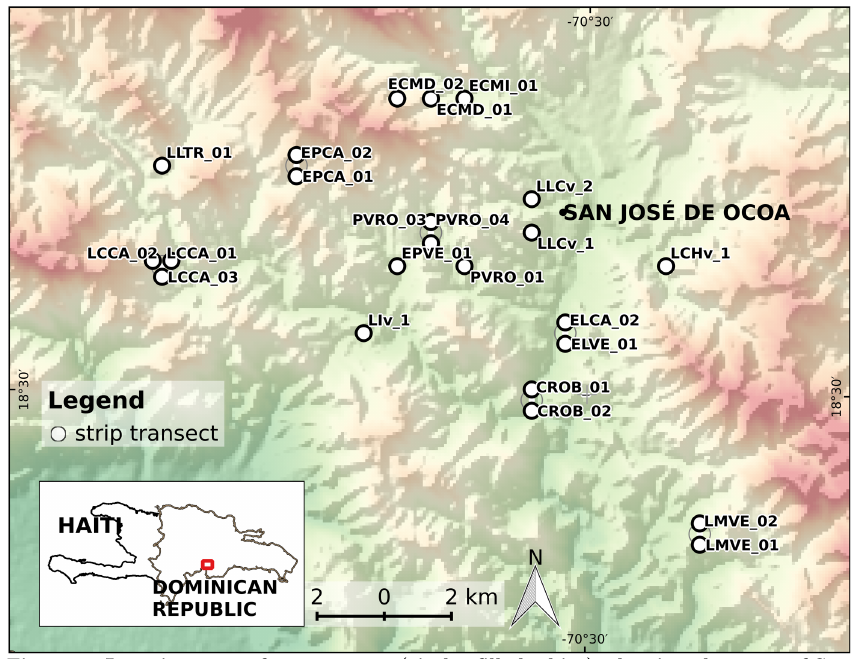 -70°30′
ECMD_02 ECMI_01
ECMD_01
LLTR_01
EPCA_02
EPCA_01
LLCv_2
SAN JOSÉ DE OCOA
PVRO_03 PVRO_04
LLCv_1
LCCA_02 LCCA_01
EPVE_01
LCHv_1
LCCA_03
PVRO_01
LIv_1
ELCA_02
ELVE_01
18°30′
18°30′
CROB_01
CROB_02
Legend
strip transect
HAITI
DOMINICAN
REPUBLIC
LMVE_02
LMVE_01
N
2 0 2 km
-70°30′